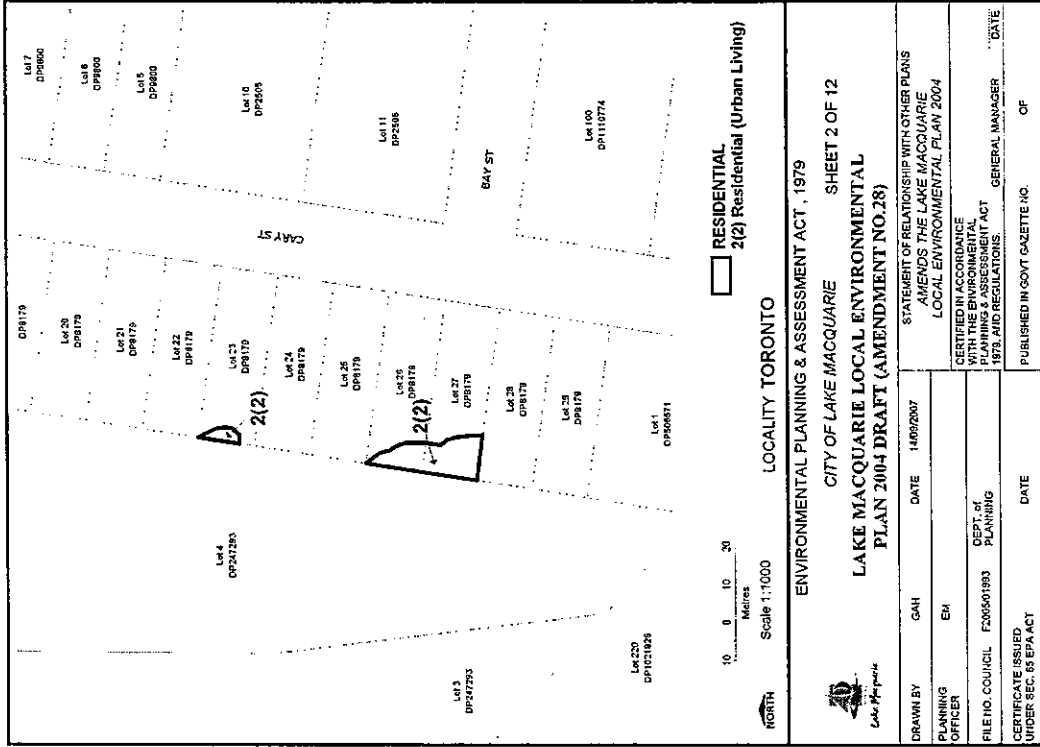 Lot 7
DP9800
Lot 6
DP9800
Lot 5
DP9800
Lot 10
DP2505
Lot 11
DP2505
BAY ST
Lot 100
DP1110774
CARY ST
DP8179
Lot 20
DP8179
Lot 21
DP8179
Lot 22
DP8179
Lot 23
DP8179
2(2)
Lot 24
DP8179
Lot 25
DP8179
Lot 26
DP8179
2(2)
Lot 27
DP8179
Lot 28
DP8179
Lot 29
DP8179
Lot 1
DP506571
Lot 4
DP247293
Lot 3
DP247293
Lot 220
DP1021926
RESIDENTIAL
2(2) Residential (Urban Living)
10 0 10 20
Metres
NORTH
Scale 1:1000
LOCALITY TORONTO
ENVIRONMENTAL PLANNING & ASSESSMENT ACT , 1979
CITY OF LAKE MACQUARIE SHEET 2 OF 12
Lake Macquarie
LAKE MACQUARIE LOCAL ENVIRONMENTAL
PLAN 2004 DRAFT (AMENDMENT NO.28)
DRAWN BY GAH DATE 14/09/2007
PLANNING
OFFICER EM
FILE NO. COUNCIL F2005/01993 DEPT. of
PLANNING
CERTIFICATE ISSUED
UNDER SEC. 65 EPA ACT DATE
STATEMENT OF RELATIONSHIP WITH OTHER PLANS
AMENDS THE LAKE MACQUARIE
LOCAL ENVIRONMENTAL PLAN 2004
CERTIFIED IN ACCORDANCE
WITH THE ENVIRONMENTAL
PLANNING & ASSESSMENT ACT
1979, AND REGULATIONS. GENERAL MANAGER DATE
PUBLISHED IN GOVT GAZETTE NO. OF